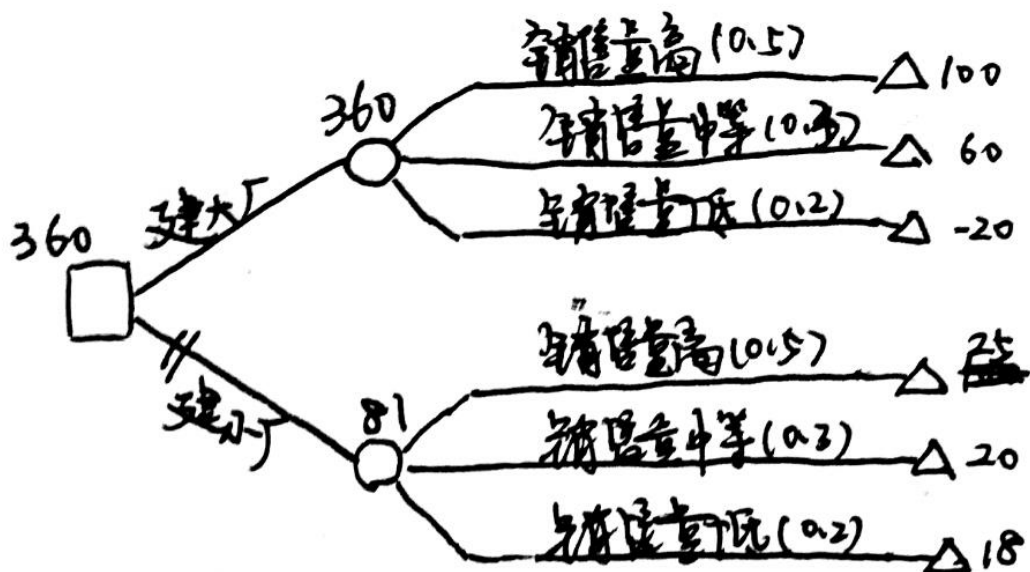 年销售量高(0.5) 100
360
年销售量中等(0.3) 60
建大厂
年销售量低(0.2) -20
360
年销售量高(0.5) 25
建小厂
81
年销售量中等(0.3) 20
年销售量低(0.2) 18